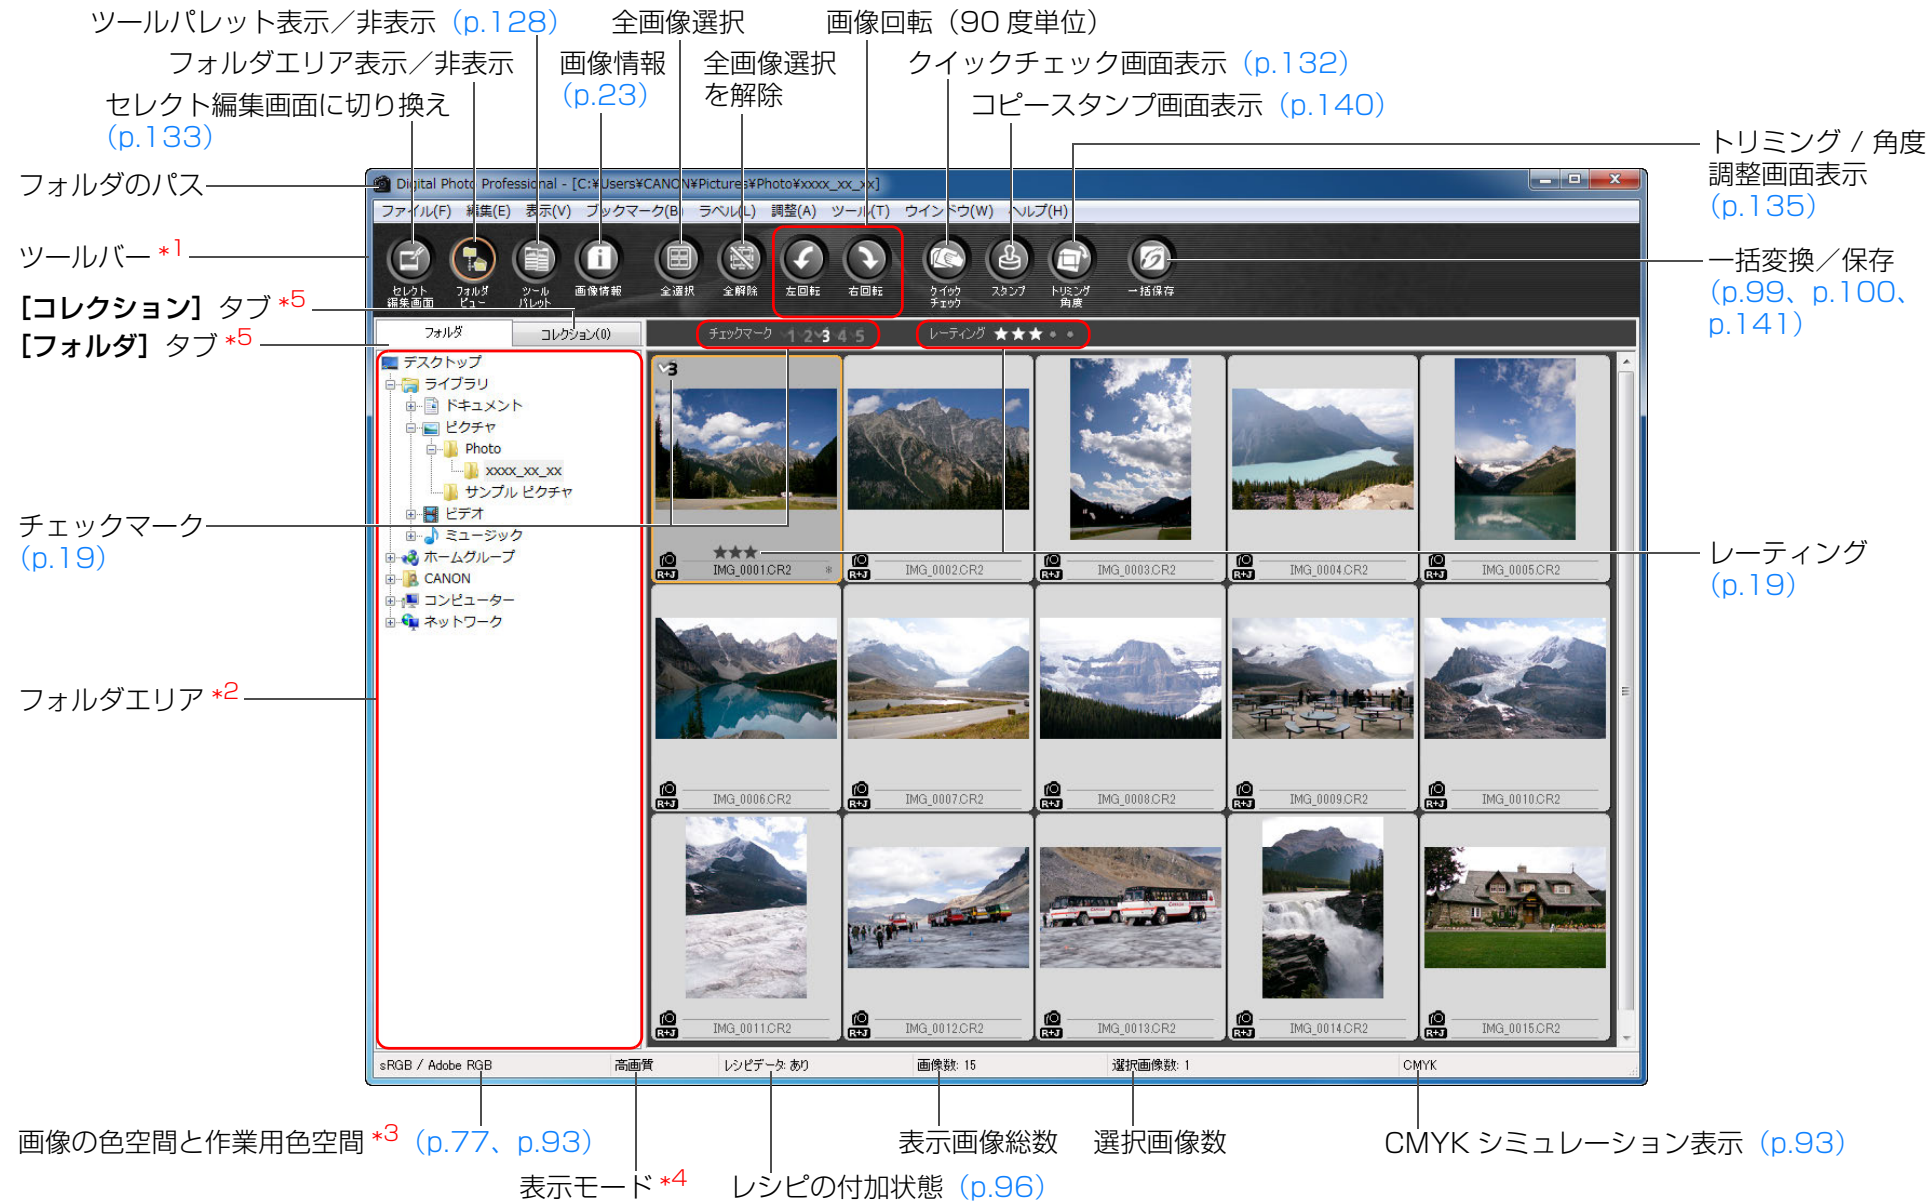 ツールパレット表示／非表示（p.128）
全画像選択
画像回転（90 度単位）
フォルダエリア表示／非表示
画像情報
（p.23）
全画像選択
を解除
クイックチェック画面表示（p.132）
セレクト編集画面に切り換え
（p.133）
コピースタンプ画面表示（p.140）
トリミング / 角度
調整画面表示
（p.135）
フォルダのパス
Digital Photo Professional - [C:¥Users¥CANON¥Pictures¥Photo¥xxxx_xx_xx]
ファイル(F) 編集(E) 表示(V) ブックマーク(B) ラベル(L) 調整(A) ツール(T) ウインドウ(W) ヘルプ(H)
ツールバー *1
セレクト
編集画面
フォルダ
ビュー
ツール
パレット
画像情報
全選択
全解除
左回転
右回転
クイック
チェック
スタンプ
トリミング
角度
一括保存
一括変換／保存
（p.99、p.100、
p.141）
［コレクション］タブ *5
［フォルダ］タブ *5
フォルダ
コレクション(0)
チェックマーク 1 2 3 4 5
レーティング ★★★
デスクトップ
ライブラリ
ドキュメント
ピクチャ
Photo
xxxx_xx_xx
サンプル ピクチャ
ビデオ
ミュージック
ホームグループ
CANON
コンピューター
ネットワーク
チェックマーク
（p.19）
フォルダエリア *2
3
★★★
R+J IMG_0001.CR2 *
R+J IMG_0002.CR2
R+J IMG_0003.CR2
R+J IMG_0004.CR2
R+J IMG_0005.CR2
レーティング
（p.19）
R+J IMG_0006.CR2
R+J IMG_0007.CR2
R+J IMG_0008.CR2
R+J IMG_0009.CR2
R+J IMG_0010.CR2
R+J IMG_0011.CR2
R+J IMG_0012.CR2
R+J IMG_0013.CR2
R+J IMG_0014.CR2
R+J IMG_0015.CR2
sRGB / Adobe RGB
高画質
レシピデータ: あり
画像数: 15
選択画像数: 1
CMYK
画像の色空間と作業用色空間 *3（p.77、p.93）
表示画像総数
選択画像数
CMYK シミュレーション表示（p.93）
表示モード *4
レシピの付加状態（p.96）